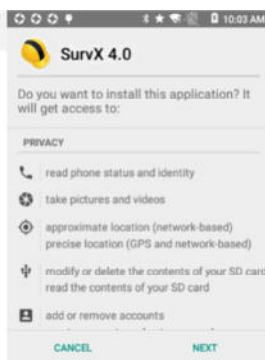 10:03 AM
SurvX 4.0
Do you want to install this application? It
will get access to:
PRIVACY
read phone status and identity
take pictures and videos
approximate location (network-based)
precise location (GPS and network-based)
modify or delete the contents of your SD card
read the contents of your SD card
add or remove accounts
CANCEL
NEXT